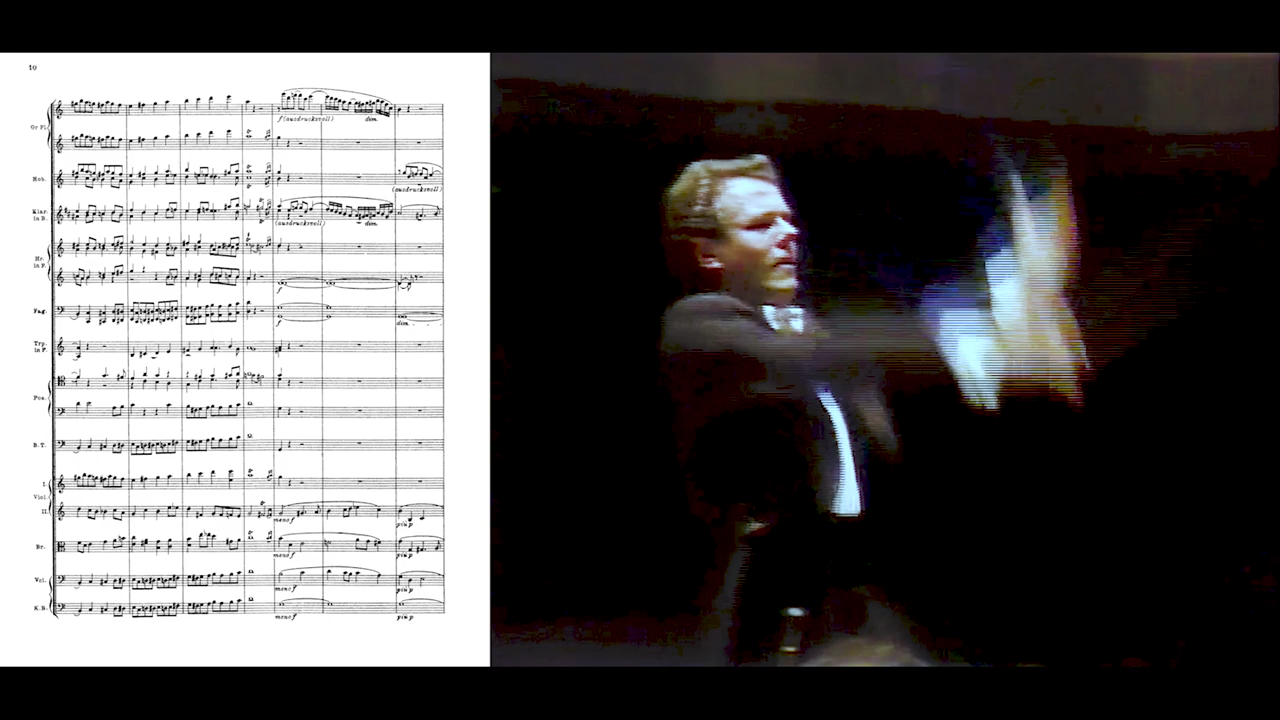 10
Gr Fl.
f (ausdrucksvoll)
dim.
Hob.
(ausdrucksvoll)
Klar.
in B.
(ausdrucksvoll)
dim.
Hr.
in F.
f
Fag.
f
dim.
Trp.
in F.
Pos.
B. T.
I.
Viol.
II.
meno f
più p
Br.
meno f
più p
Vcl.
meno f
più p
K. B.
meno f
più p